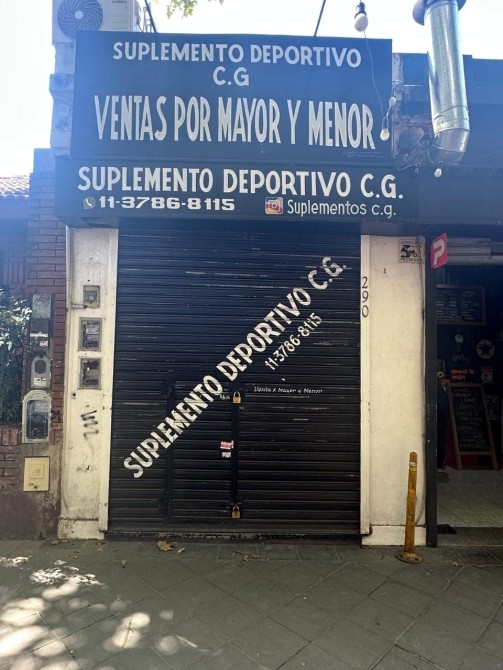 SUPLEMENTO DEPORTIVO
C.G
VENTAS POR MAYOR Y MENOR
SUPLEMENTO DEPORTIVO C.G.
11-3786-8115
Suplementos c.g.
SUPLEMENTO DEPORTIVO C.G.
11-3786-8115
Venta x Mayor y Menor
290
P